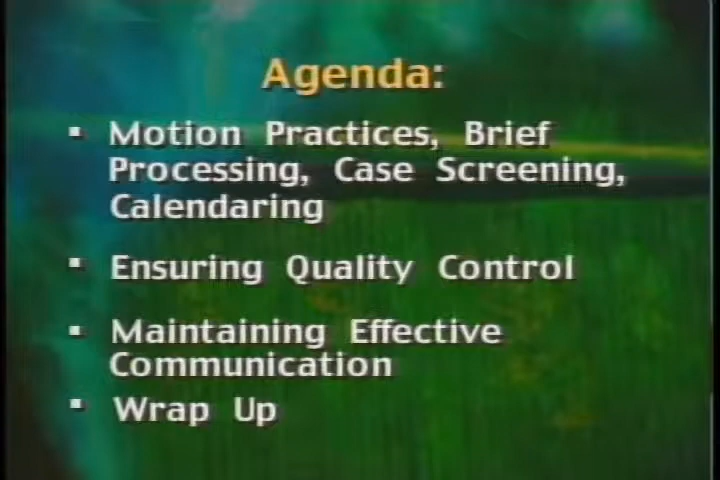 Agenda:
▪ Motion Practices, Brief
Processing, Case Screening,
Calendaring
▪ Ensuring Quality Control
▪ Maintaining Effective
Communication
▪ Wrap Up